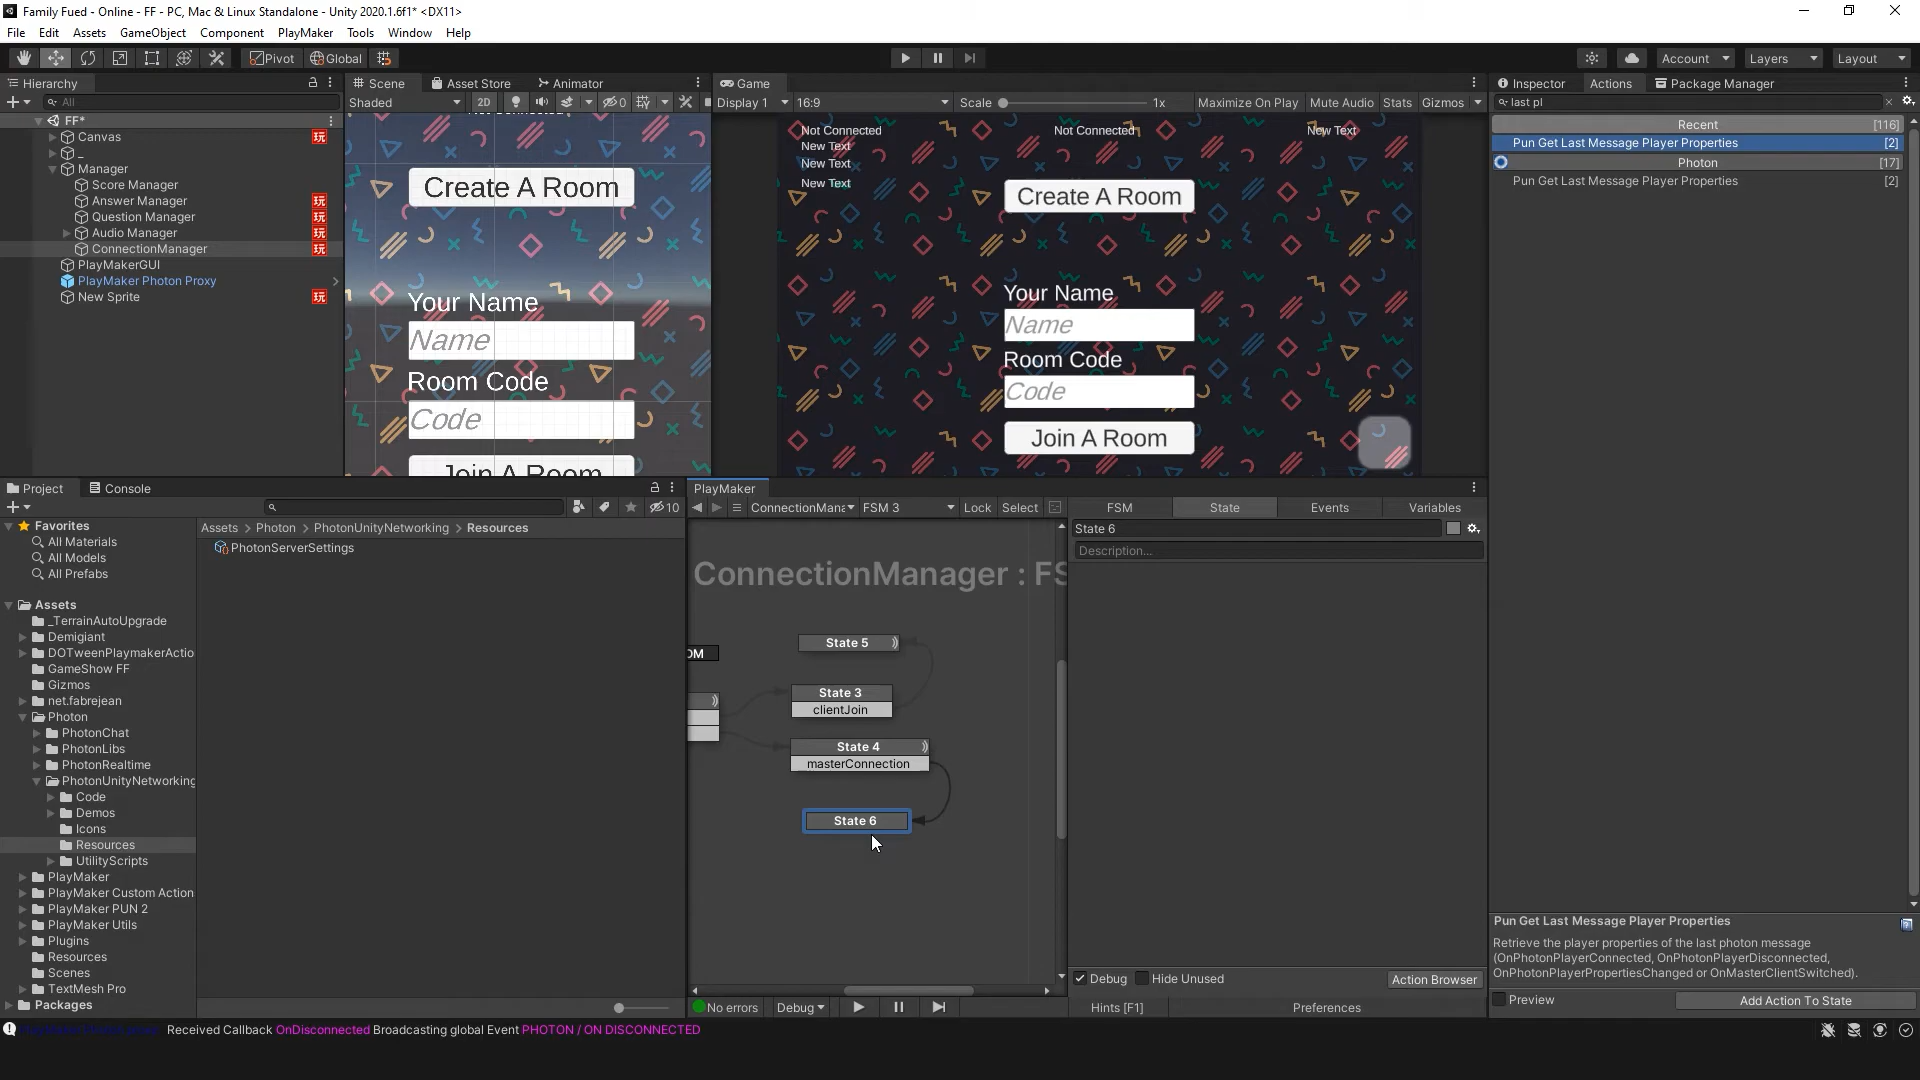 Family Fued - Online - FF - PC, Mac & Linux Standalone - Unity 2020.1.6f1* <DX11>
File Edit Assets GameObject Component PlayMaker Tools Window Help
Pivot Global Account Layers Layout
Hierarchy
All
FF*
Canvas 玩
_
Manager
Score Manager
Answer Manager 玩
Question Manager 玩
Audio Manager 玩
ConnectionManager 玩
PlayMakerGUI
PlayMaker Photon Proxy
New Sprite 玩
Scene Asset Store Animator
Shaded 2D 0
Create A Room
Your Name
Name
Room Code
Code
Join A Room
Game
Display 1 16:9 Scale 1x Maximize On Play Mute Audio Stats Gizmos
Not Connected Not Connected New Text
New Text
New Text
New Text
Create A Room
Your Name
Name
Room Code
Code
Join A Room
Inspector Actions Package Manager
last pl
Recent [116]
Pun Get Last Message Player Properties [2]
Photon [17]
Pun Get Last Message Player Properties [2]
Pun Get Last Message Player Properties
Retrieve the player properties of the last photon message
(OnPhotonPlayerConnected, OnPhotonPlayerDisconnected,
OnPhotonPlayerPropertiesChanged or OnMasterClientSwitched).
Preview Add Action To State
Project Console
10
Favorites
All Materials
All Models
All Prefabs
Assets
_TerrainAutoUpgrade
Demigiant
DOTweenPlaymakerActio
GameShow FF
Gizmos
net.fabrejean
Photon
PhotonChat
PhotonLibs
PhotonRealtime
PhotonUnityNetworking
Code
Demos
Icons
Resources
UtilityScripts
PlayMaker
PlayMaker Custom Action
PlayMaker PUN 2
PlayMaker Utils
Plugins
Resources
Scenes
TextMesh Pro
Packages
Assets > Photon > PhotonUnityNetworking > Resources
PhotonServerSettings
PlayMaker
ConnectionMana FSM 3 Lock Select
ConnectionManager : FS
OM
State 5
State 3
clientJoin
State 4
masterConnection
State 6
No errors Debug
FSM State Events Variables
State 6
Description...
Debug Hide Unused Action Browser
Hints [F1] Preferences
Received Callback OnDisconnected Broadcasting global Event PHOTON / ON DISCONNECTED